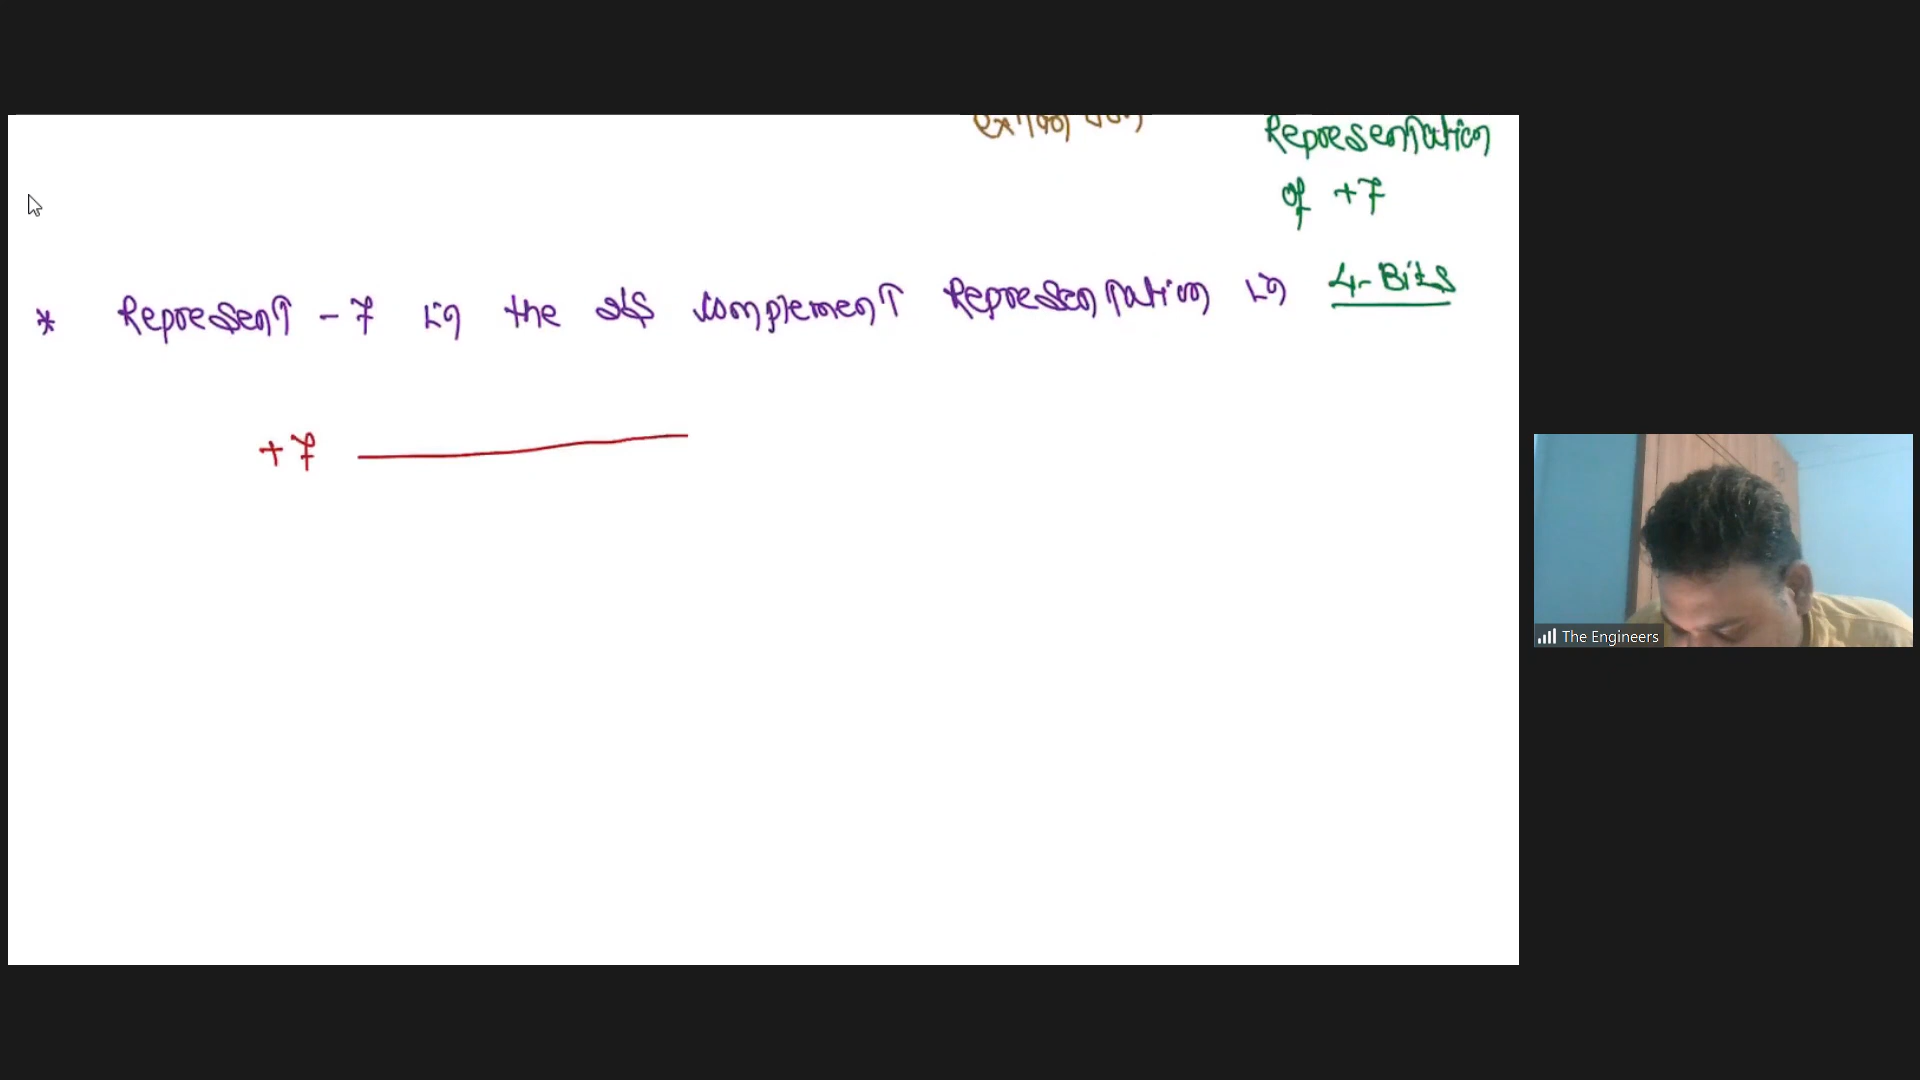 Representation
of +7
* Represent -7 in the 2's complement Representation in 4-Bits
+7
The Engineers